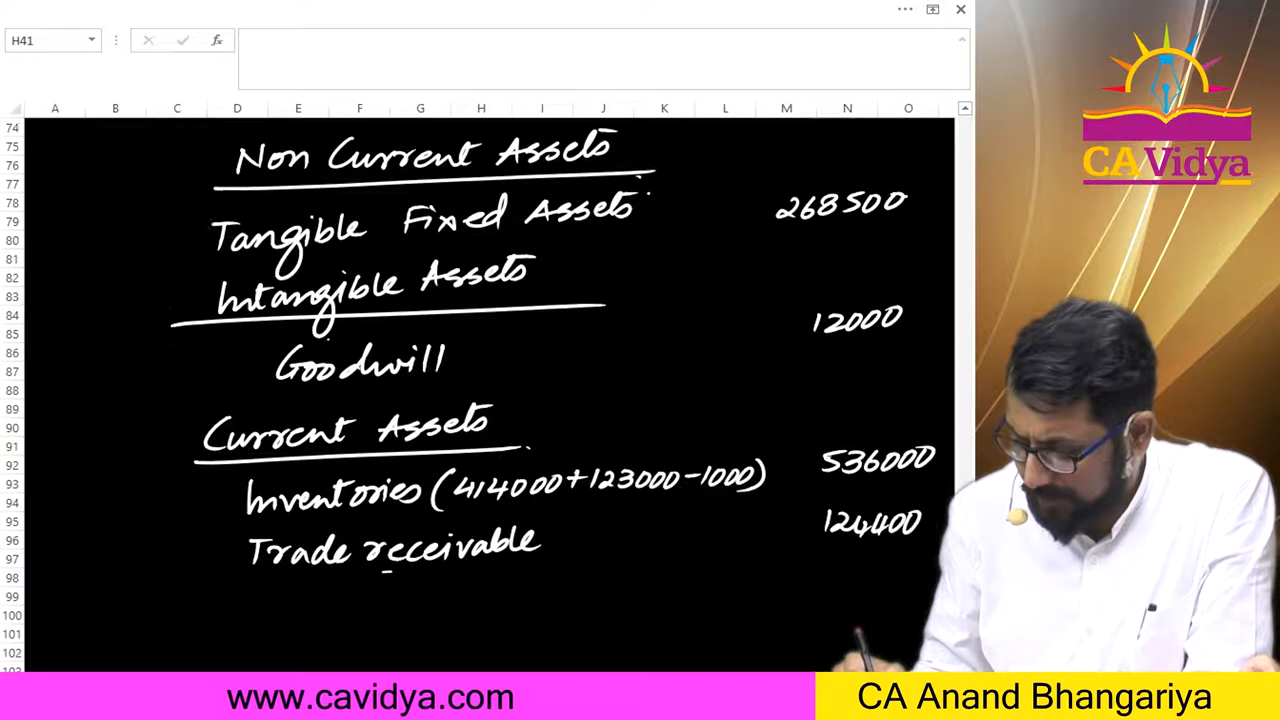 H41
fx
A B C D E F G H I J K L M N O
74
75
76
77
78
79
80
81
82
83
84
85
86
87
88
89
90
91
92
93
94
95
96
97
98
99
100
101
102
Non Current Assets
Tangible Fixed Assets 268500
Intangible Assets
Goodwill 12000
Current Assets
Inventories (414000+123000-1000) 536000
Trade receivable 124400
CA Vidya
www.cavidya.com
CA Anand Bhangariya